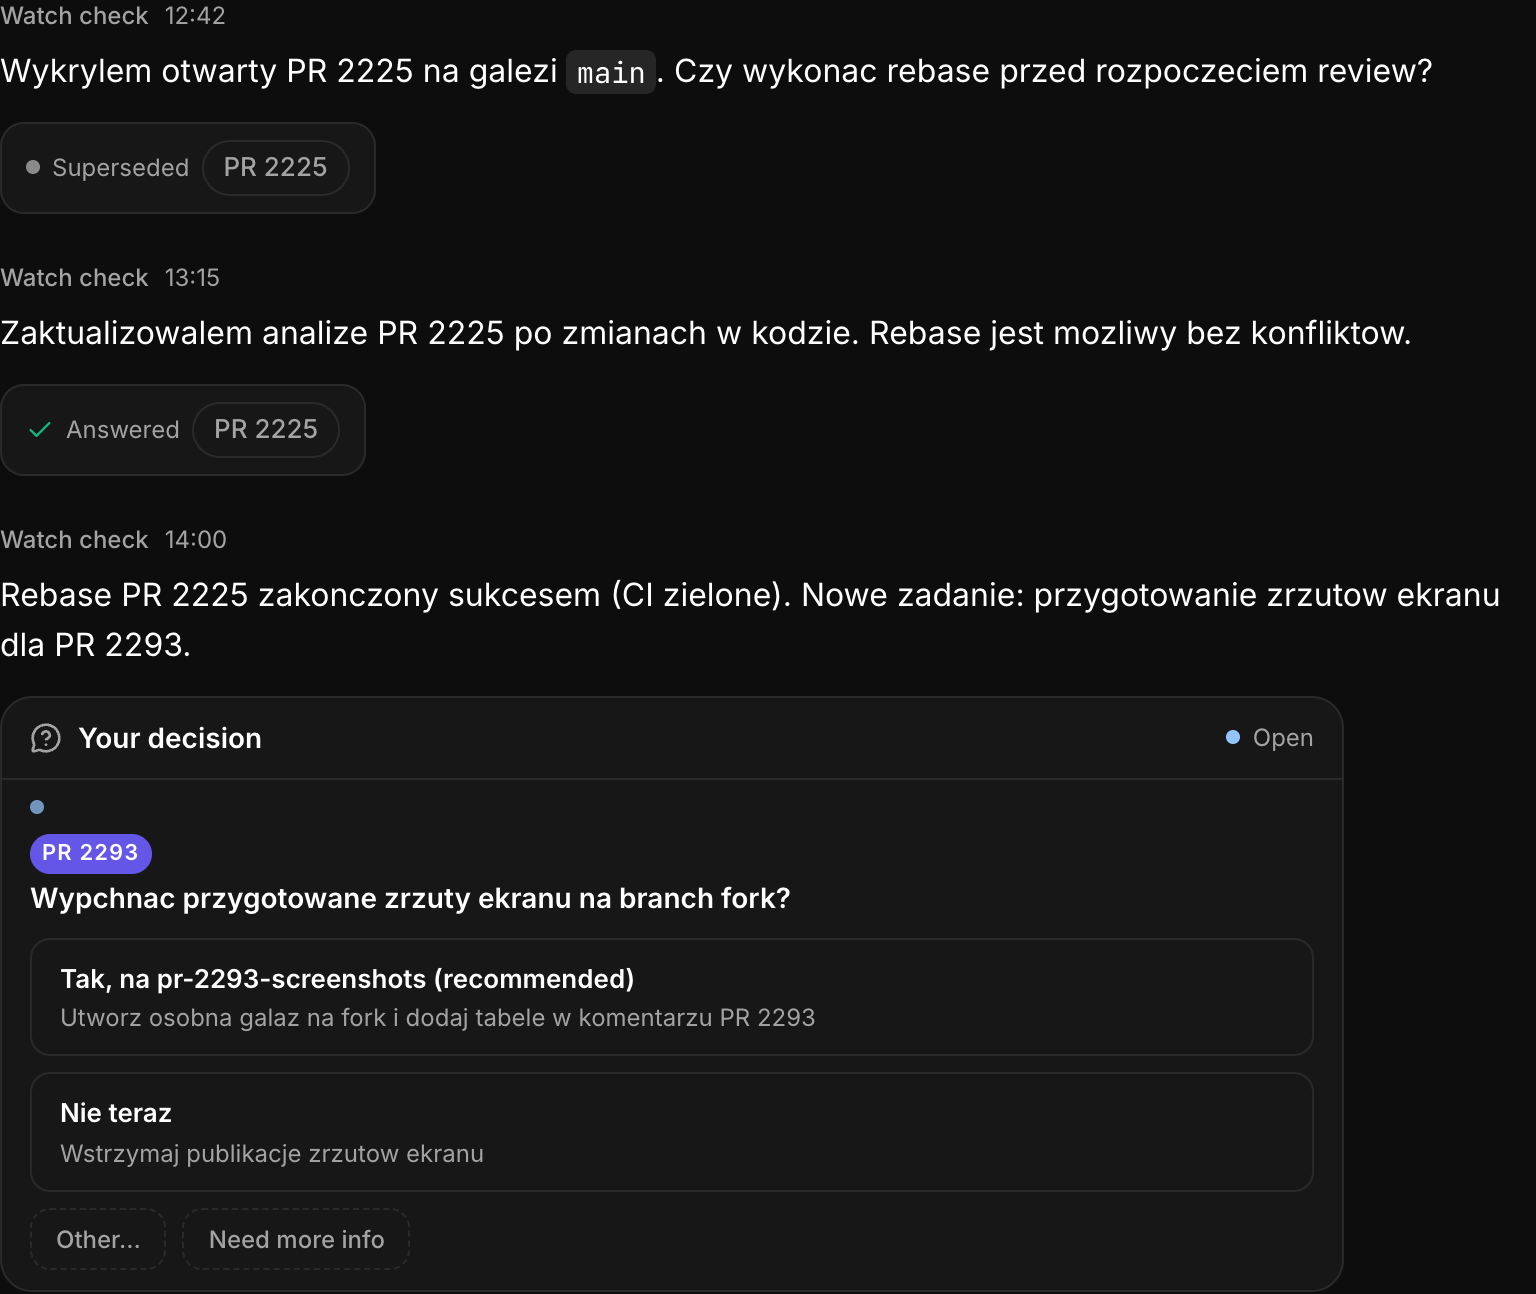 Watch check 12:42
Wykrylem otwarty PR 2225 na galezi main. Czy wykonac rebase przed rozpoczeciem review?
Superseded PR 2225
Watch check 13:15
Zaktualizowalem analize PR 2225 po zmianach w kodzie. Rebase jest mozliwy bez konfliktow.
Answered PR 2225
Watch check 14:00
Rebase PR 2225 zakonczony sukcesem (CI zielone). Nowe zadanie: przygotowanie zrzutow ekranu
dla PR 2293.
Your decision Open
PR 2293
Wypchnac przygotowane zrzuty ekranu na branch fork?
Tak, na pr-2293-screenshots (recommended)
Utworz osobna galaz na fork i dodaj tabele w komentarzu PR 2293
Nie teraz
Wstrzymaj publikacje zrzutow ekranu
Other... Need more info